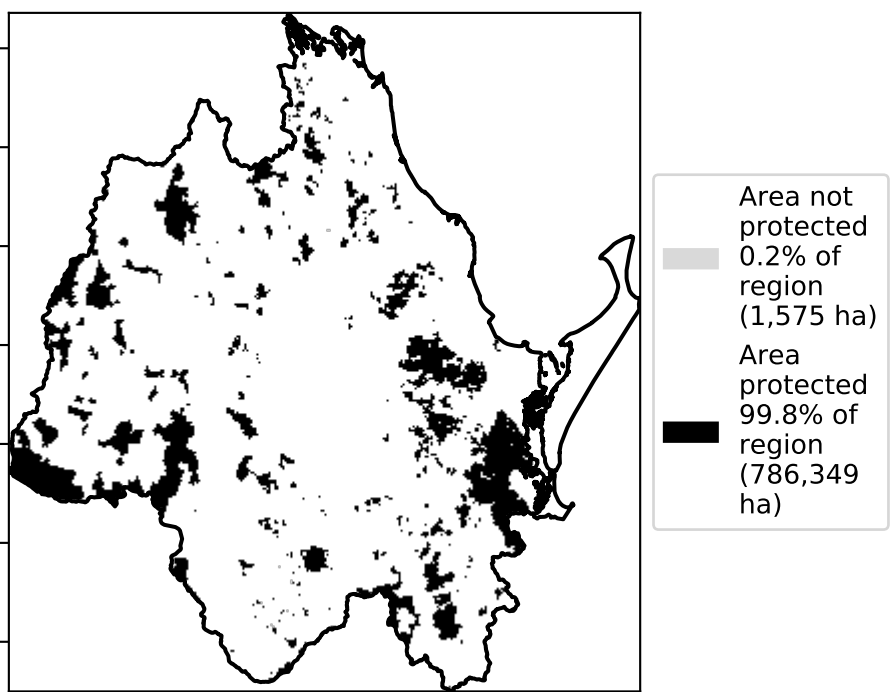 Area not
protected
0.2% of
region
(1,575 ha)
Area
protected
99.8% of
region
(786,349
ha)